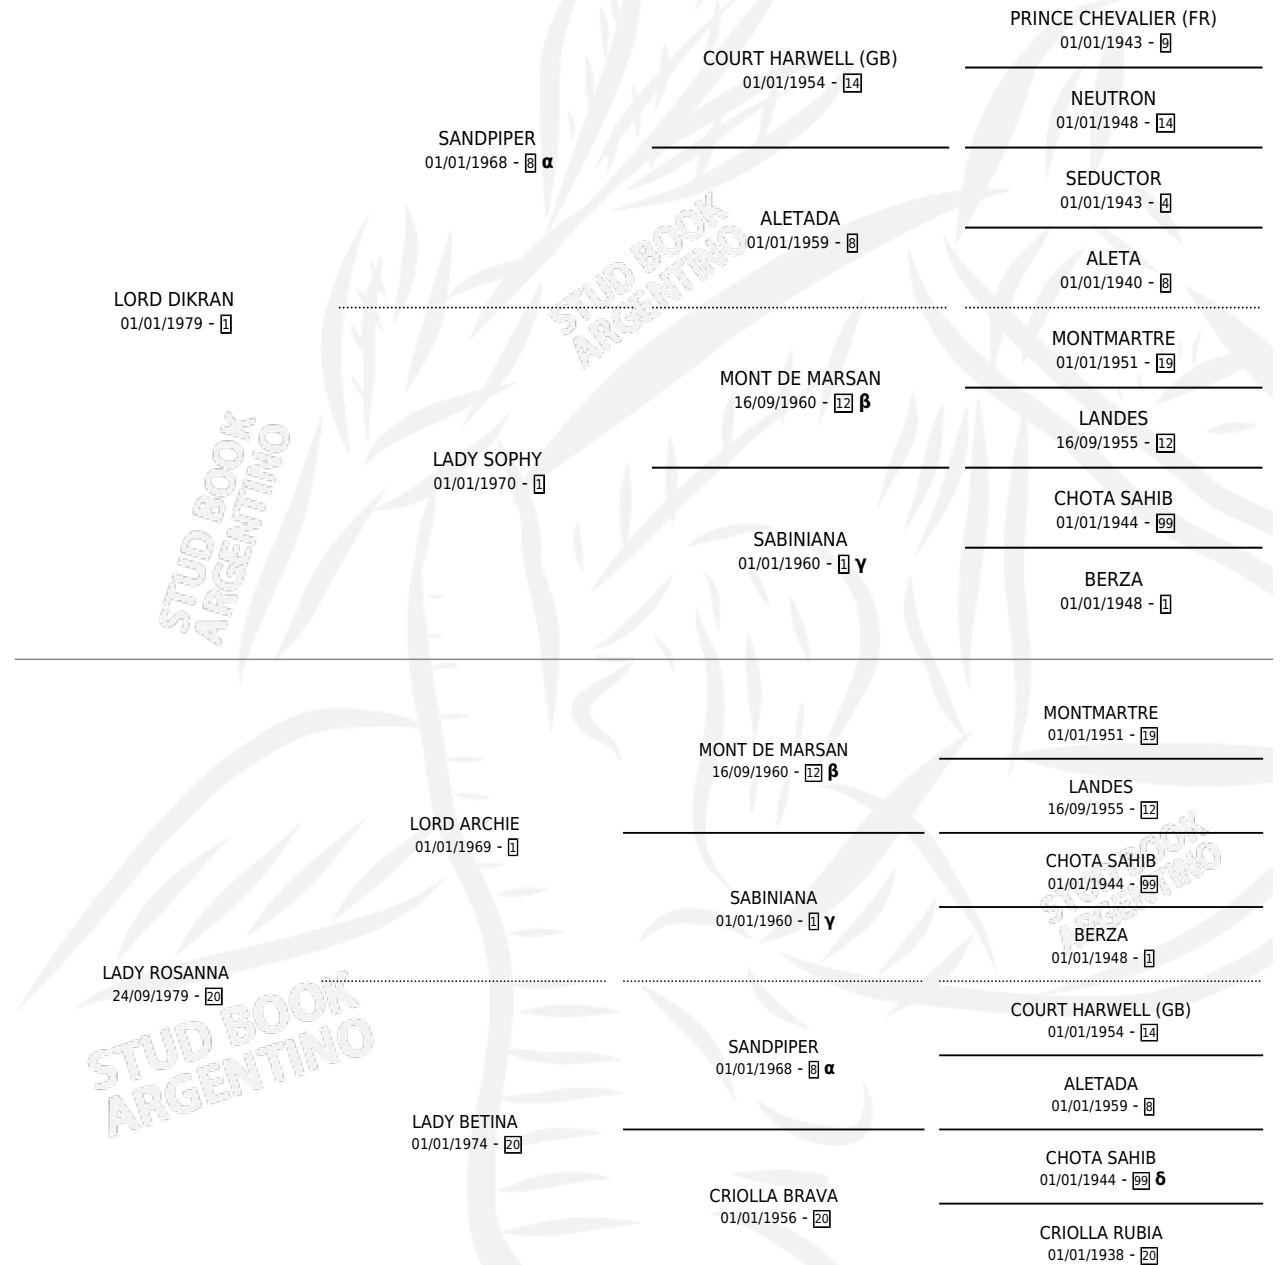 PRINCE CHEVALIER (FR)
01/01/1943 - 9
COURT HARWELL (GB)
01/01/1954 - 14
NEUTRON
01/01/1948 - 14
SANDPIPER
01/01/1968 - 8 α
SEDUCTOR
01/01/1943 - 4
ALETADA
01/01/1959 - 8
ALETA
01/01/1940 - 8
LORD DIKRAN
01/01/1979 - 1
MONTMARTRE
01/01/1951 - 19
MONT DE MARSAN
16/09/1960 - 12 β
LANDES
16/09/1955 - 12
LADY SOPHY
01/01/1970 - 1
CHOTA SAHIB
01/01/1944 - 99
SABINIANA
01/01/1960 - 1 γ
BERZA
01/01/1948 - 1
STUD BOOK
ARGENTINO
STUD BOOK
ARGENTINO
MONTMARTRE
01/01/1951 - 19
MONT DE MARSAN
16/09/1960 - 12 β
LANDES
16/09/1955 - 12
LORD ARCHIE
01/01/1969 - 1
CHOTA SAHIB
01/01/1944 - 99
SABINIANA
01/01/1960 - 1 γ
BERZA
01/01/1948 - 1
LADY ROSANNA
24/09/1979 - 20
COURT HARWELL (GB)
01/01/1954 - 14
SANDPIPER
01/01/1968 - 8 α
ALETADA
01/01/1959 - 8
LADY BETINA
01/01/1974 - 20
CHOTA SAHIB
01/01/1944 - 99 δ
CRIOLLA BRAVA
01/01/1956 - 20
CRIOLLA RUBIA
01/01/1938 - 20
STUD BOOK
ARGENTINO
STUD BOOK
ARGENTINO